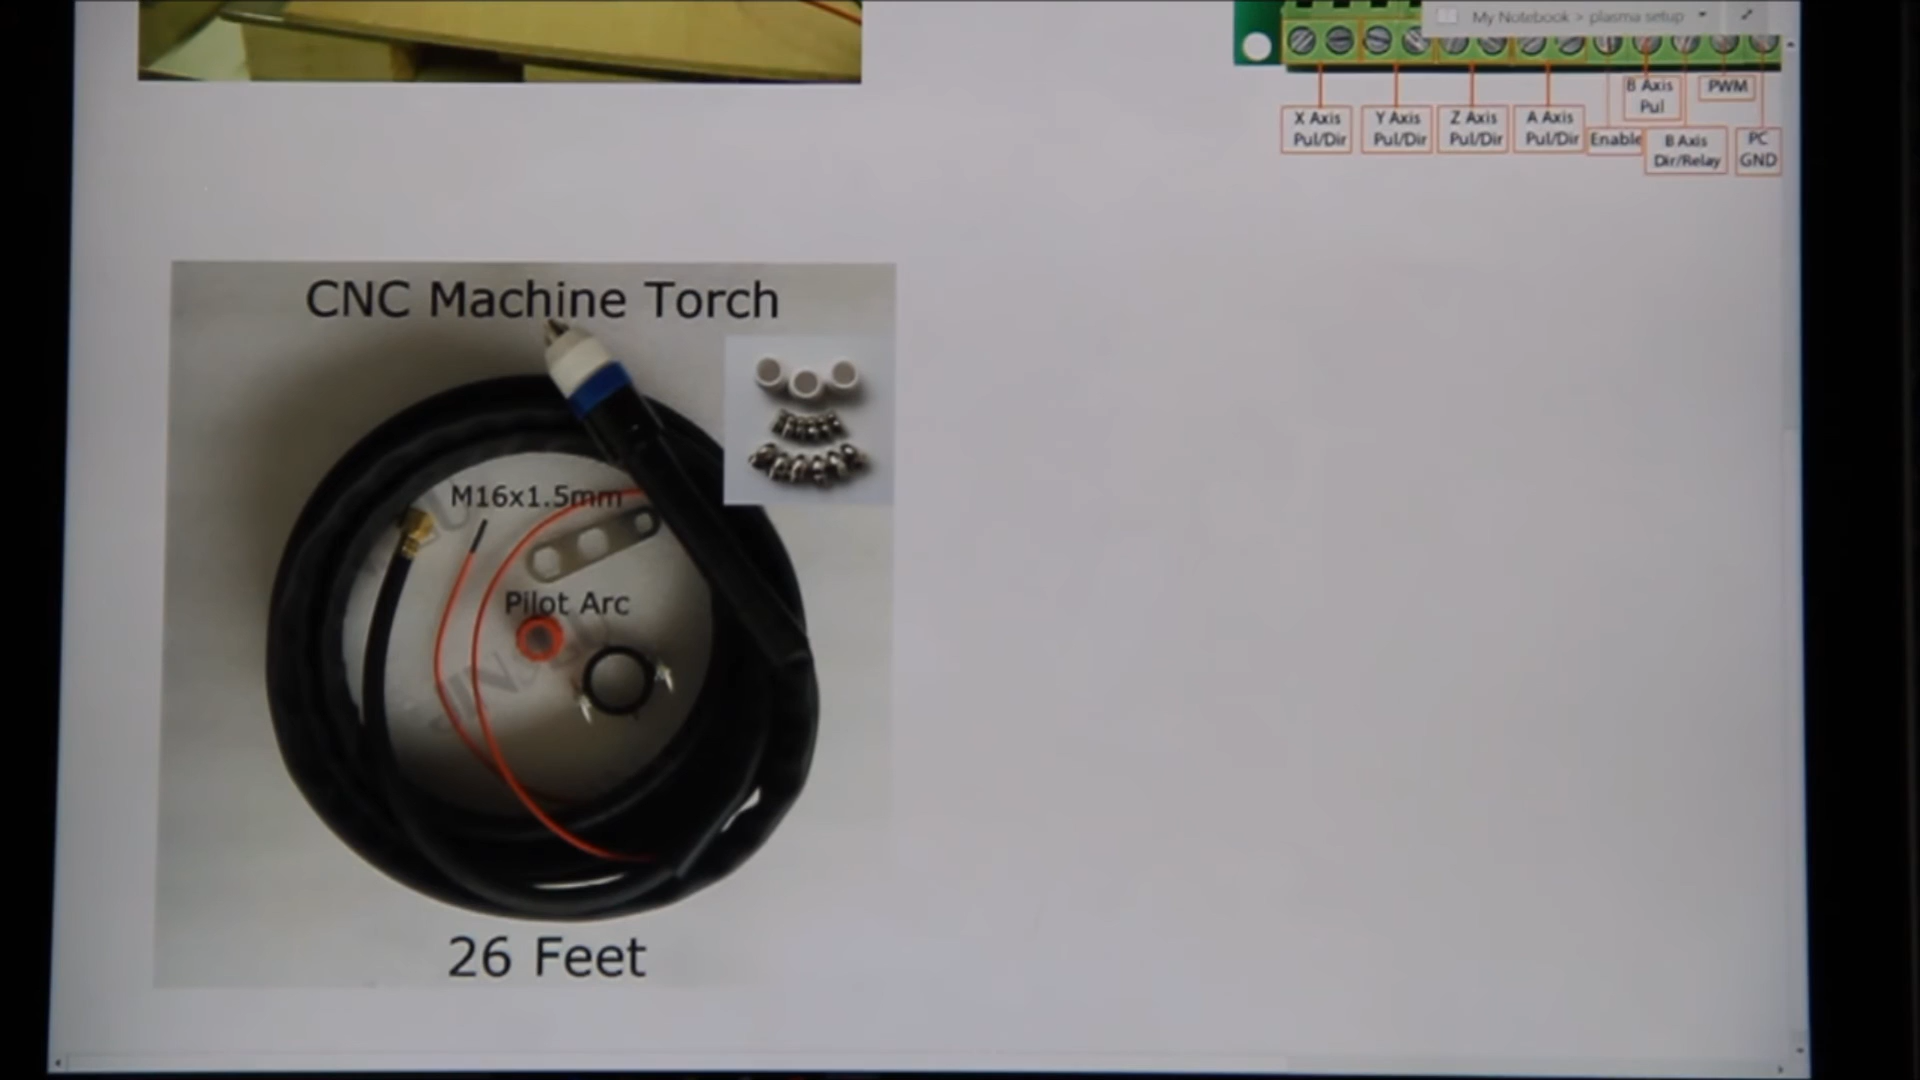 My Notebook > plasma setup
B Axis
Pul
PWM
X Axis
Pul/Dir
Y Axis
Pul/Dir
Z Axis
Pul/Dir
A Axis
Pul/Dir
Enable
B Axis
Dir/Relay
PC
GND
CNC Machine Torch
M16x1.5mm
Pilot Arc
26 Feet